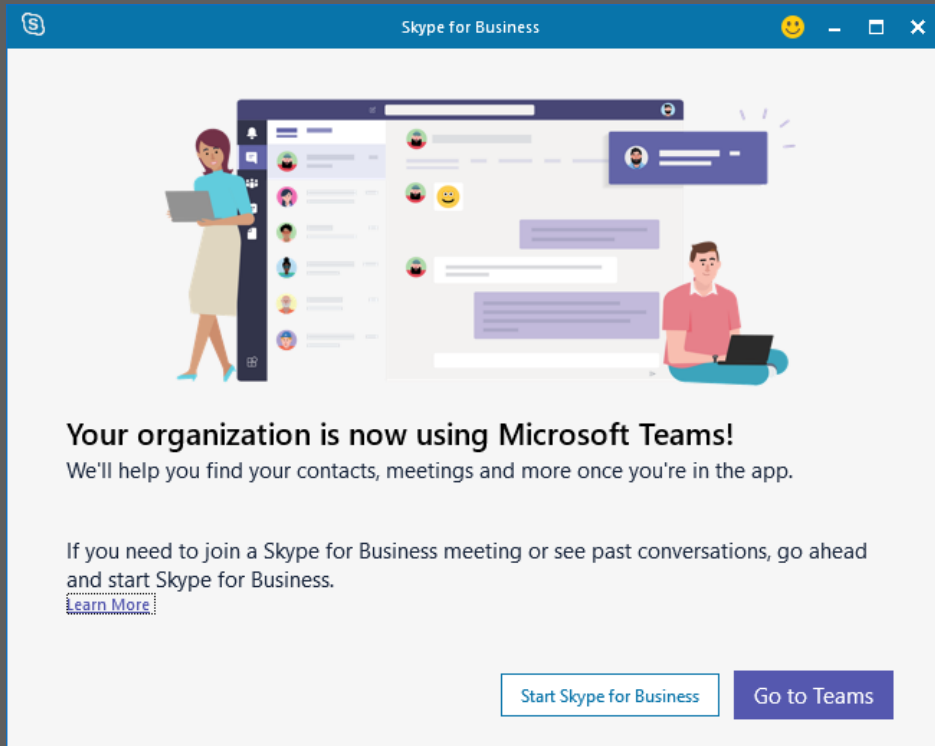 Skype for Business
Your organization is now using Microsoft Teams!
We'll help you find your contacts, meetings and more once you're in the app.
If you need to join a Skype for Business meeting or see past conversations, go ahead
and start Skype for Business.
Learn More
Start Skype for Business
Go to Teams